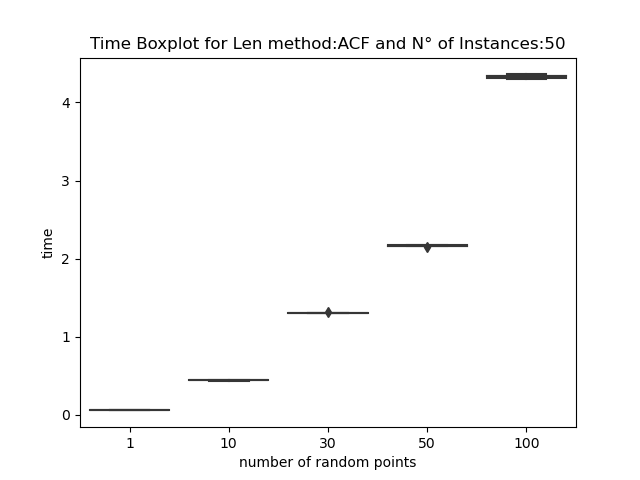 Time Boxplot for Len method:ACF and N° of Instances:50
4
3
2
1
0
time
1 10 30 50 100
number of random points